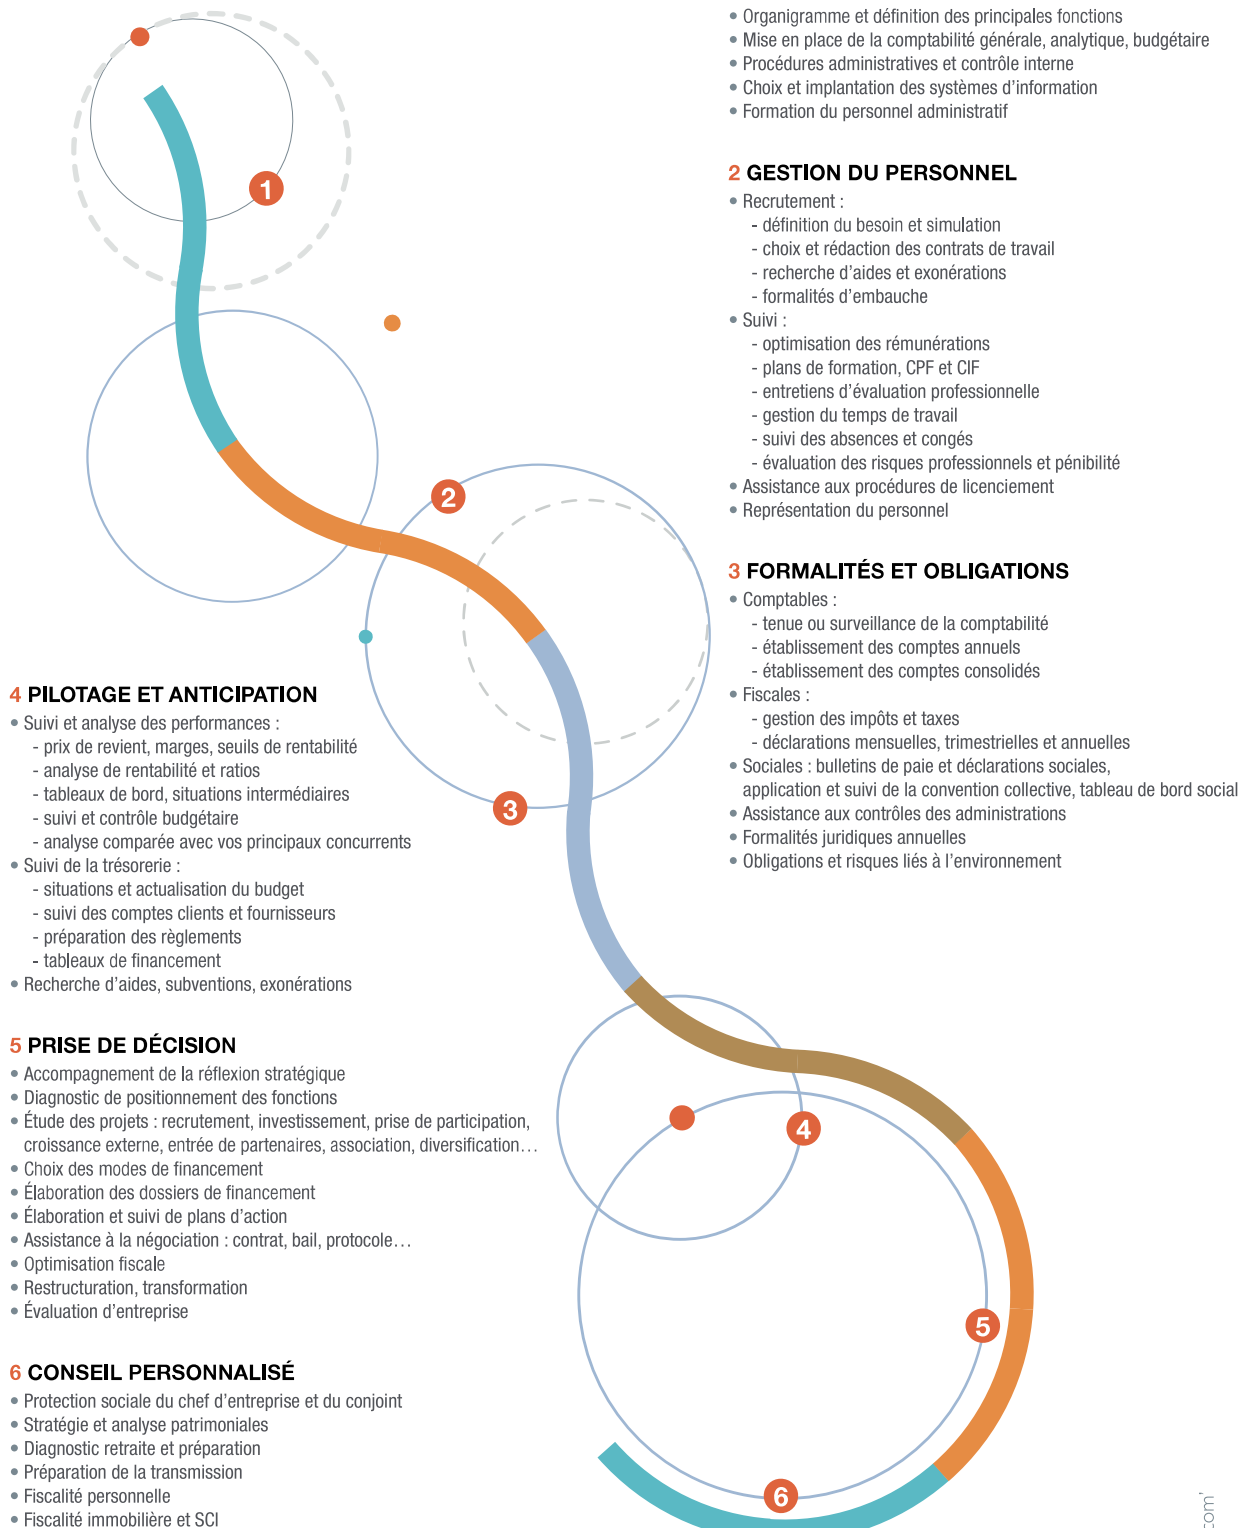 • Organigramme et définition des principales fonctions
• Mise en place de la comptabilité générale, analytique, budgétaire
• Procédures administratives et contrôle interne
• Choix et implantation des systèmes d’information
• Formation du personnel administratif
1
2 GESTION DU PERSONNEL
• Recrutement :
- définition du besoin et simulation
- choix et rédaction des contrats de travail
- recherche d’aides et exonérations
- formalités d’embauche
• Suivi :
- optimisation des rémunérations
- plans de formation, CPF et CIF
- entretiens d’évaluation professionnelle
- gestion du temps de travail
- suivi des absences et congés
- évaluation des risques professionnels et pénibilité
• Assistance aux procédures de licenciement
• Représentation du personnel
2
3 FORMALITÉS ET OBLIGATIONS
• Comptables :
- tenue ou surveillance de la comptabilité
- établissement des comptes annuels
- établissement des comptes consolidés
• Fiscales :
- gestion des impôts et taxes
- déclarations mensuelles, trimestrielles et annuelles
• Sociales : bulletins de paie et déclarations sociales,
application et suivi de la convention collective, tableau de bord social
• Assistance aux contrôles des administrations
• Formalités juridiques annuelles
• Obligations et risques liés à l’environnement
3
4 PILOTAGE ET ANTICIPATION
• Suivi et analyse des performances :
- prix de revient, marges, seuils de rentabilité
- analyse de rentabilité et ratios
- tableaux de bord, situations intermédiaires
- suivi et contrôle budgétaire
- analyse comparée avec vos principaux concurrents
• Suivi de la trésorerie :
- situations et actualisation du budget
- suivi des comptes clients et fournisseurs
- préparation des règlements
- tableaux de financement
• Recherche d’aides, subventions, exonérations
4
5 PRISE DE DÉCISION
• Accompagnement de la réflexion stratégique
• Diagnostic de positionnement des fonctions
• Étude des projets : recrutement, investissement, prise de participation,
croissance externe, entrée de partenaires, association, diversification…
• Choix des modes de financement
• Élaboration des dossiers de financement
• Élaboration et suivi de plans d’action
• Assistance à la négociation : contrat, bail, protocole…
• Optimisation fiscale
• Restructuration, transformation
• Évaluation d’entreprise
5
6 CONSEIL PERSONNALISÉ
• Protection sociale du chef d’entreprise et du conjoint
• Stratégie et analyse patrimoniales
• Diagnostic retraite et préparation
• Préparation de la transmission
• Fiscalité personnelle
• Fiscalité immobilière et SCI
6
com'